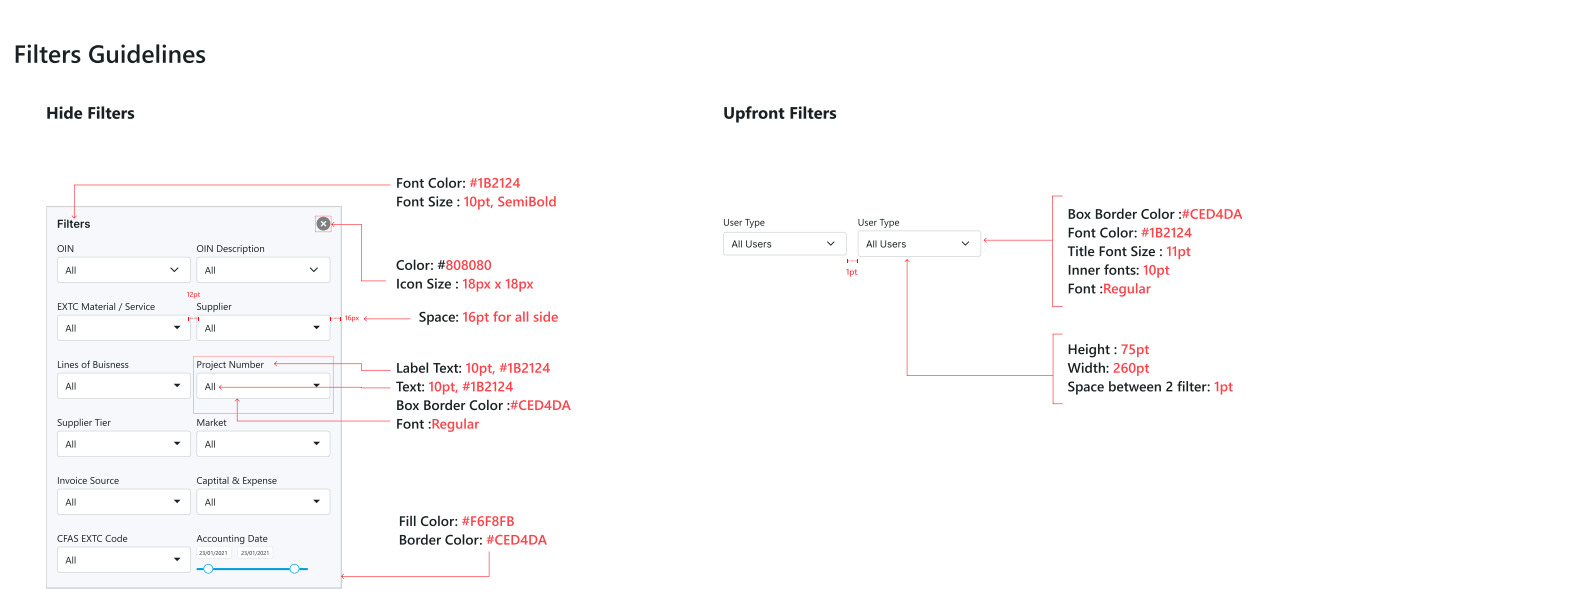 Filters Guidelines
Hide Filters
Font Color: #1B2124
Font Size : 10pt, SemiBold
Filters
OIN
OIN Description
All
All
Color: #808080
Icon Size : 18px x 18px
12pt
EXTC Material / Service
Supplier
All
All
16px
Space: 16pt for all side
Lines of Buisness
Project Number
All
All
Label Text: 10pt, #1B2124
Text: 10pt, #1B2124
Box Border Color :#CED4DA
Font :Regular
Supplier Tier
Market
All
All
Invoice Source
Captital & Expense
All
All
Fill Color: #F6F8FB
Border Color: #CED4DA
CFAS EXTC Code
Accounting Date
All
23/01/2021
23/01/2021
Upfront Filters
User Type
User Type
All Users
All Users
1pt
Box Border Color :#CED4DA
Font Color: #1B2124
Title Font Size : 11pt
Inner fonts: 10pt
Font :Regular
Height : 75pt
Width: 260pt
Space between 2 filter: 1pt